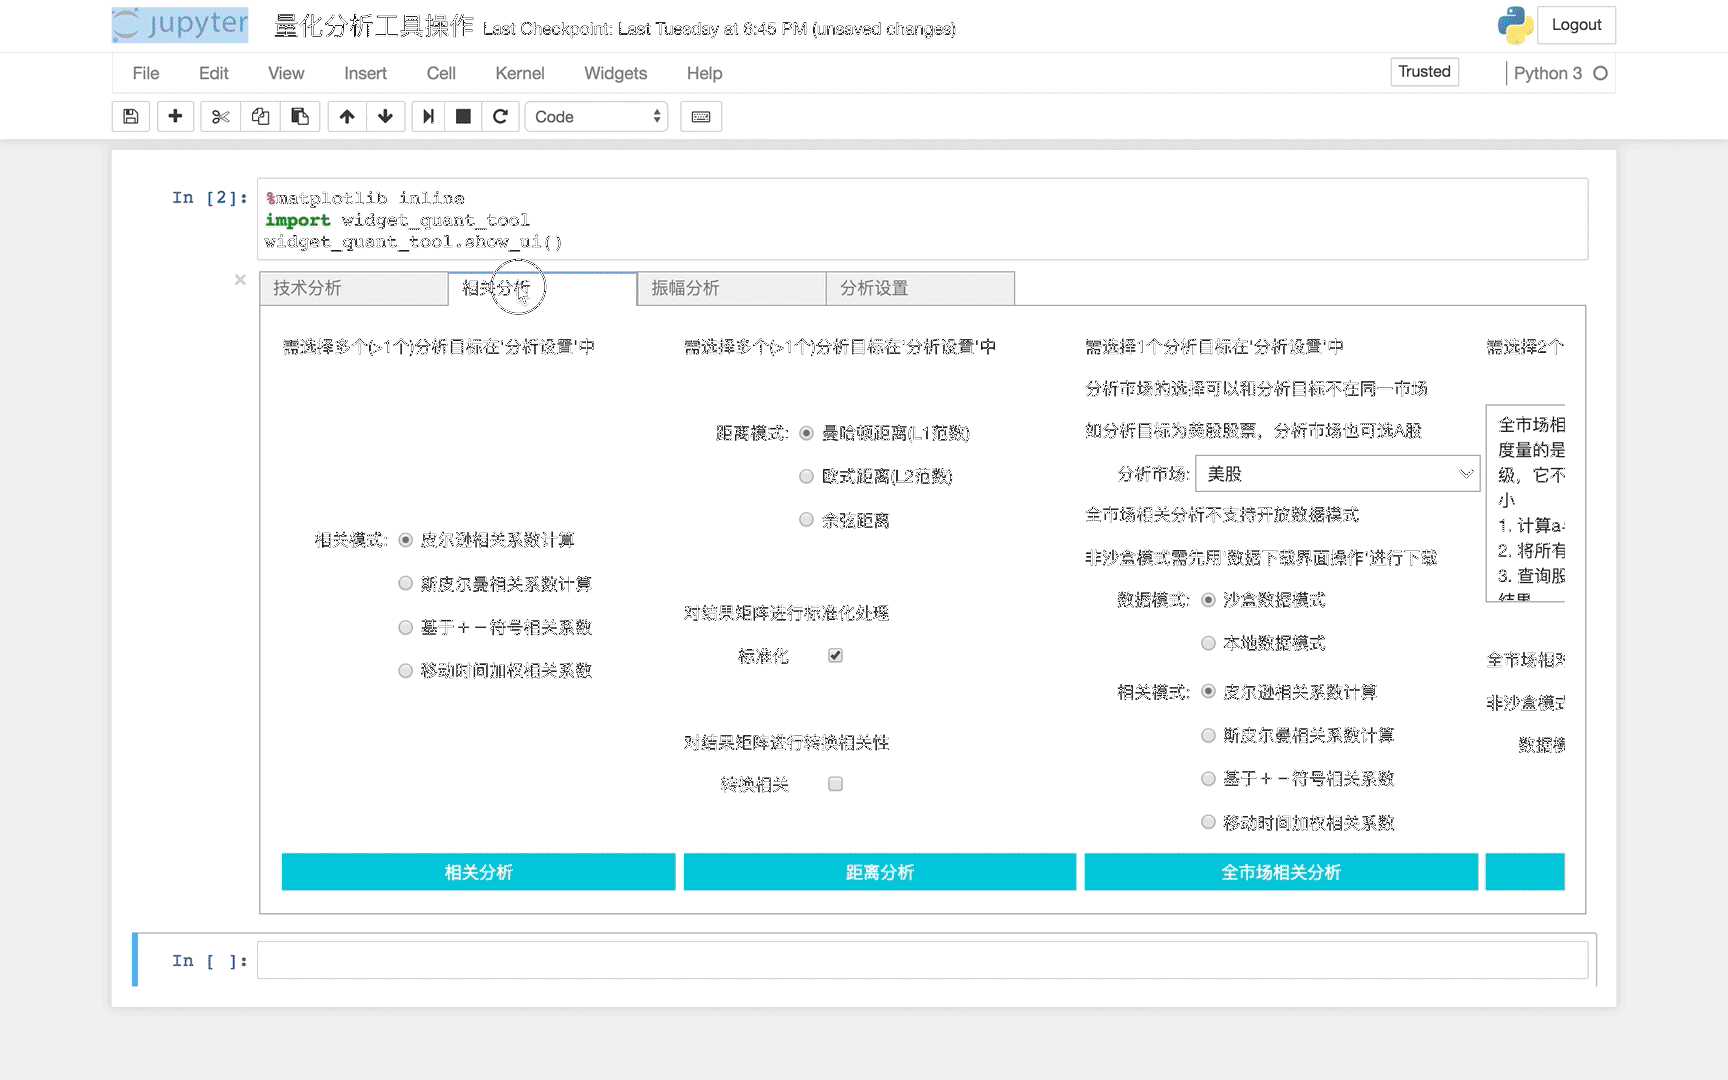 jupyter 量化分析工具操作 Last Checkpoint: Last Tuesday at 6:45 PM (unsaved changes)
Logout
File Edit View Insert Cell Kernel Widgets Help
Trusted
Python 3
Code
In [2]:
%matplotlib inline
import widget_quant_tool
widget_quant_tool.show_ui()
技术分析 相关分析 振幅分析 分析设置
需选择多个(>1个)分析目标在'分析设置'中
相关模式: 皮尔逊相关系数计算
斯皮尔曼相关系数计算
基于＋－符号相关系数
移动时间加权相关系数
相关分析
需选择多个(>1个)分析目标在'分析设置'中
距离模式: 曼哈顿距离(L1范数)
欧式距离(L2范数)
余弦距离
对结果矩阵进行标准化处理
标准化
对结果矩阵进行转换相关性
转换相关
距离分析
需选择1个分析目标在'分析设置'中
分析市场的选择可以和分析目标不在同一市场
如分析目标为美股股票，分析市场也可选A股
分析市场: 美股
全市场相关分析不支持开放数据模式
非沙盒模式需先用'数据下载界面操作'进行下载
数据模式: 沙盒数据模式
本地数据模式
相关模式: 皮尔逊相关系数计算
斯皮尔曼相关系数计算
基于＋－符号相关系数
移动时间加权相关系数
全市场相关分析
需选择2个
全市场相
度量的是
级，它不
小
1. 计算a
2. 将所有
3. 查询股
结果
全市场相对
非沙盒模式
数据模
In [ ]: